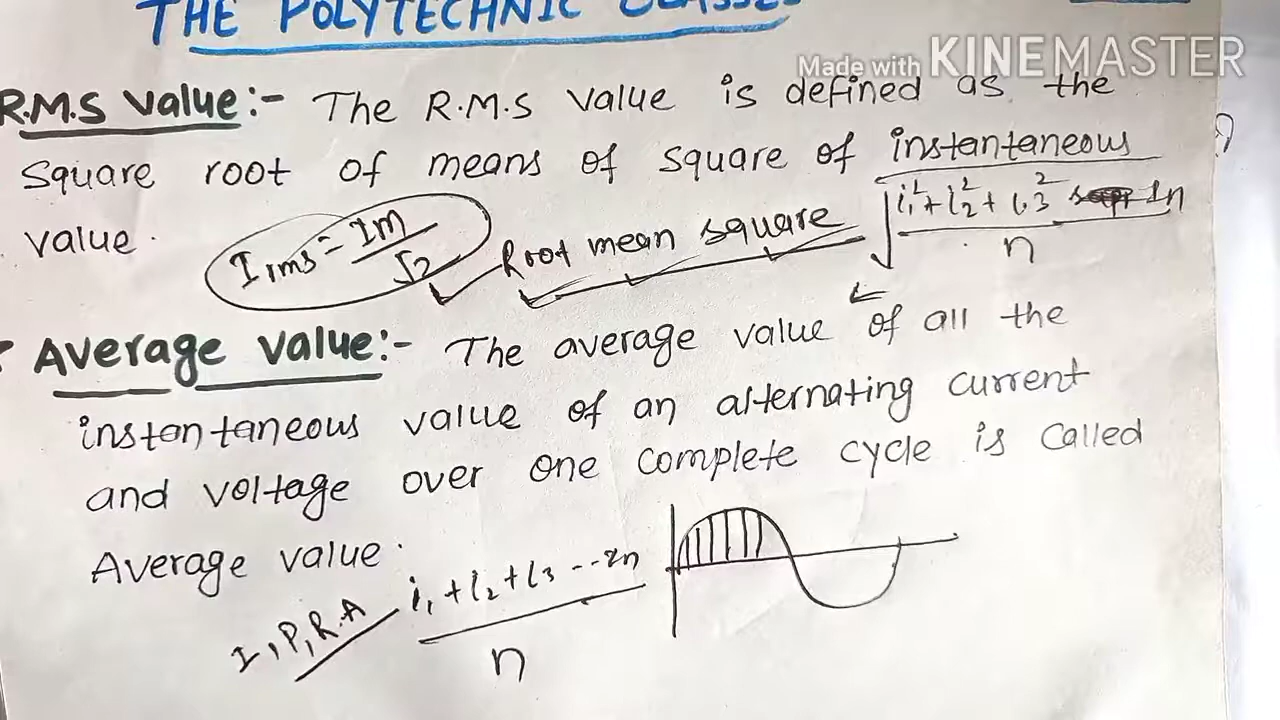 THE POLYTECHNIC CLASSES
Made with KINEMASTER
R.M.S Value:- The R.M.S value is defined as the
Square root of means of square of instantaneous
value.
Irms = Im/√2
Root mean square
√(i₁² + i₂² + i₃² in / n)
Average value:- The average value of all the
instantaneous value of an alternating current
and voltage over one complete cycle is called
Average value.
i₁ + i₂ + i₃ -- in
n
I, P, R.A